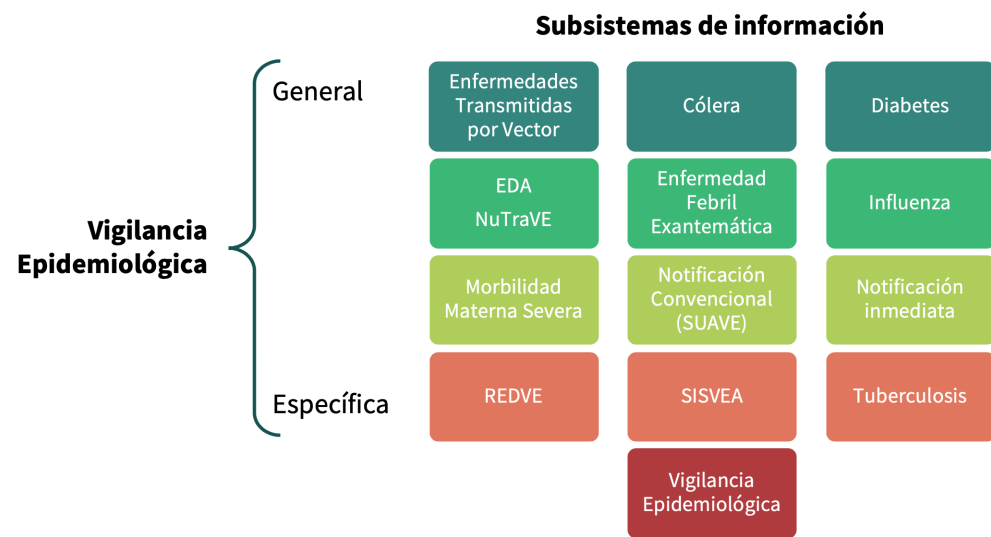 Subsistemas de información
Vigilancia
Epidemiológica
General
Específica
Enfermedades
Transmitidas
por Vector
Cólera
Diabetes
EDA
NuTraVE
Enfermedad
Febril
Exantemática
Influenza
Morbilidad
Materna Severa
Notificación
Convencional
(SUAVE)
Notificación
inmediata
REDVE
SISVEA
Tuberculosis
Vigilancia
Epidemiológica